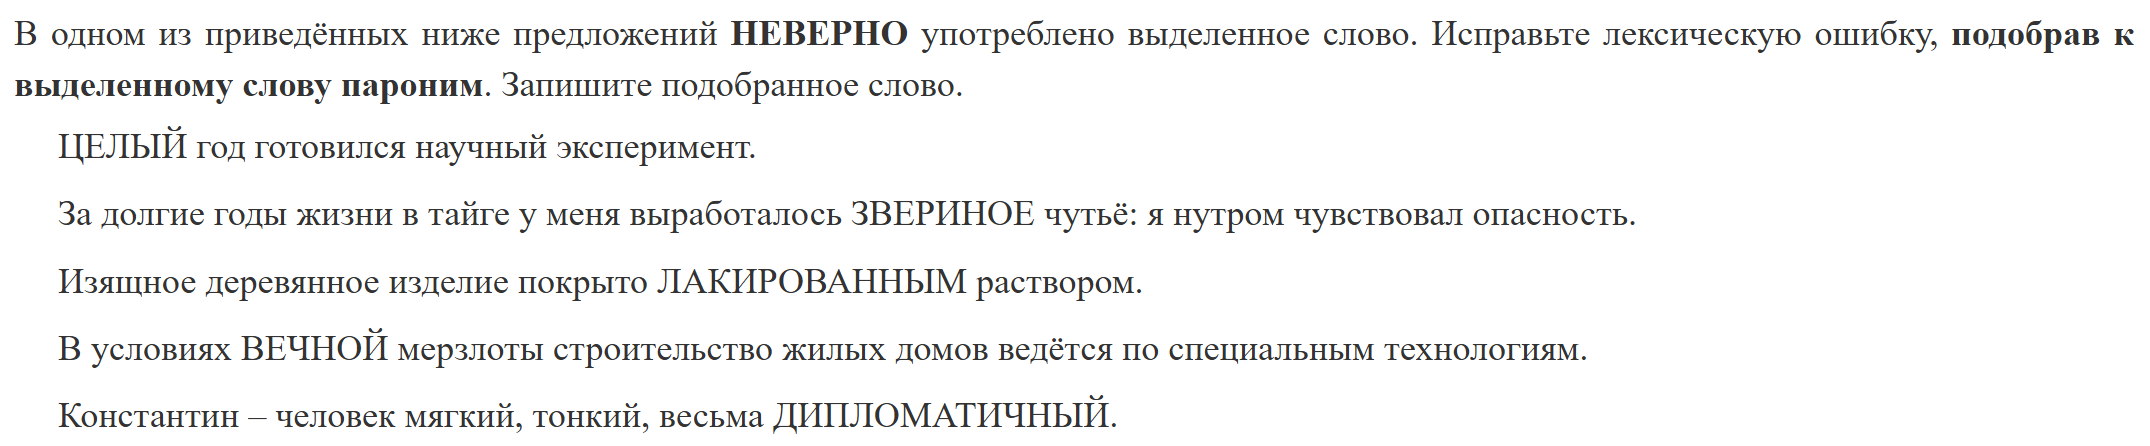 В одном из приведённых ниже предложений НЕВЕРНО употреблено выделенное слово. Исправьте лексическую ошибку, подобрав к
выделенному слову пароним. Запишите подобранное слово.
ЦЕЛЫЙ год готовился научный эксперимент.
За долгие годы жизни в тайге у меня выработалось ЗВЕРИНОЕ чутьё: я нутром чувствовал опасность.
Изящное деревянное изделие покрыто ЛАКИРОВАННЫМ раствором.
В условиях ВЕЧНОЙ мерзлоты строительство жилых домов ведётся по специальным технологиям.
Константин – человек мягкий, тонкий, весьма ДИПЛОМАТИЧНЫЙ.